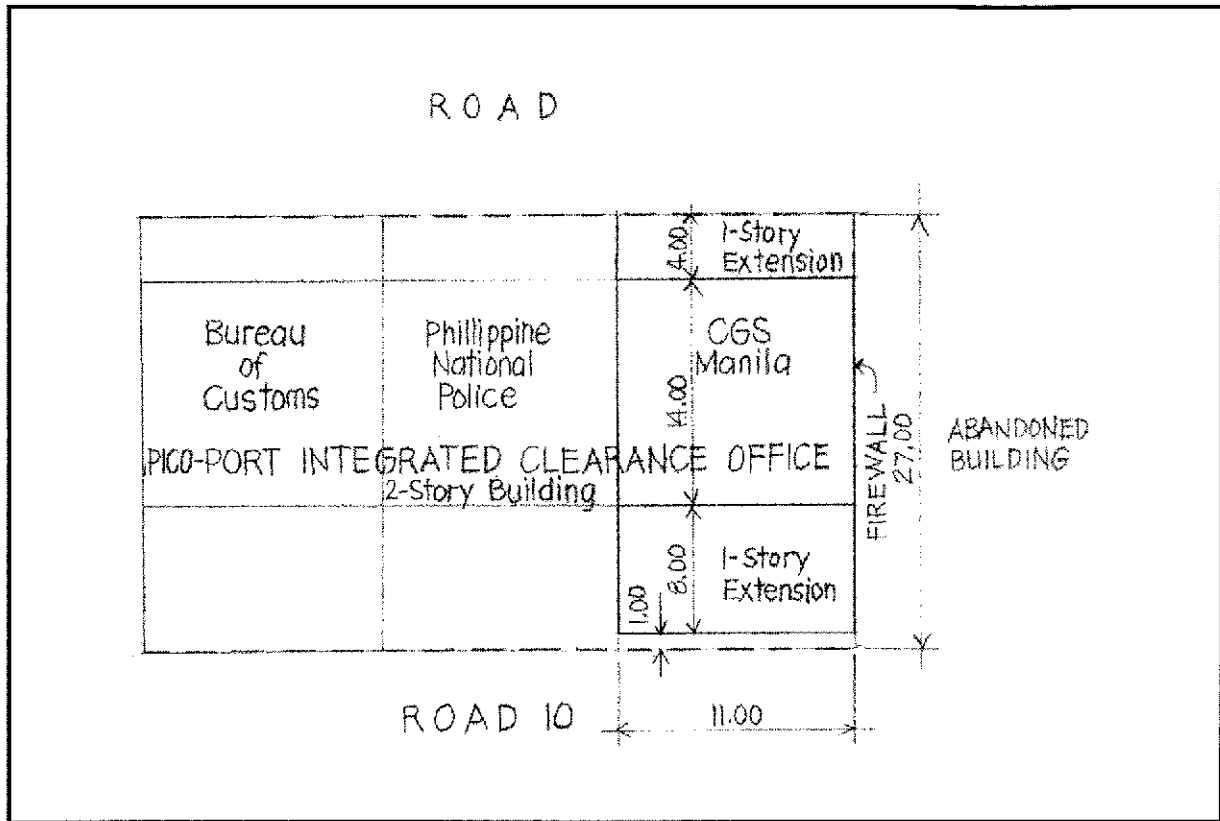 ROAD
4.00
1-Story
Extension
Bureau
of
Customs
Phillippine
National
Police
CGS
Manila
14.00
FIREWALL
27.00
ABANDONED
BUILDING
PICO-PORT INTEGRATED CLEARANCE OFFICE
2-Story Building
1.00
8.00
1-Story
Extension
ROAD 10
11.00